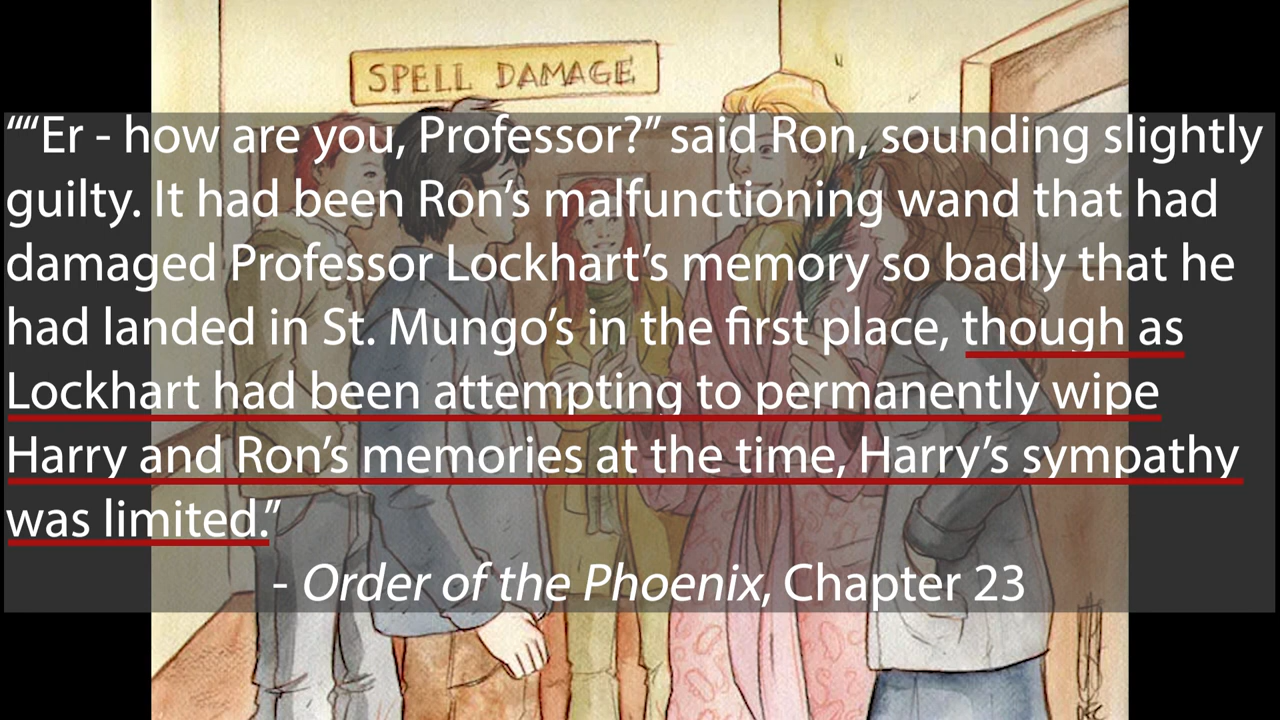 SPELL DAMAGE
““Er - how are you, Professor?” said Ron, sounding slightly
guilty. It had been Ron’s malfunctioning wand that had
damaged Professor Lockhart’s memory so badly that he
had landed in St. Mungo’s in the first place, though as
Lockhart had been attempting to permanently wipe
Harry and Ron’s memories at the time, Harry’s sympathy
was limited.”
- Order of the Phoenix, Chapter 23